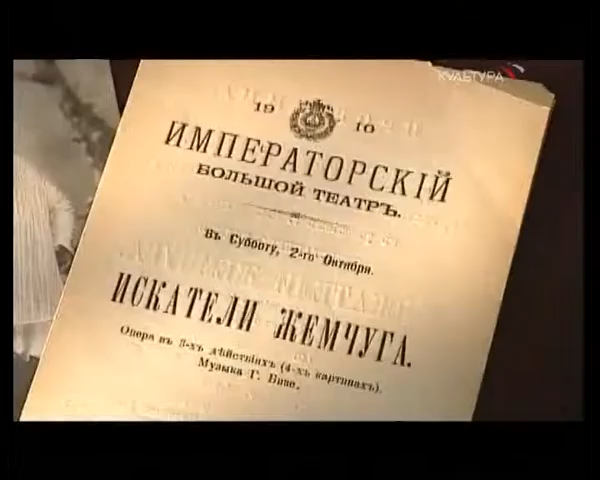 КУЛЬТУРА
19 10
ИМПЕРАТОРСКІЙ
БОЛЬШОЙ ТЕАТРЪ.
Въ Субботу, 2-го Октября.
ИСКАТЕЛИ ЖЕМЧУГА.
Опера въ 3-хъ дѣйствіяхъ (4-хъ картинахъ).
Музыка Г. Бизе.